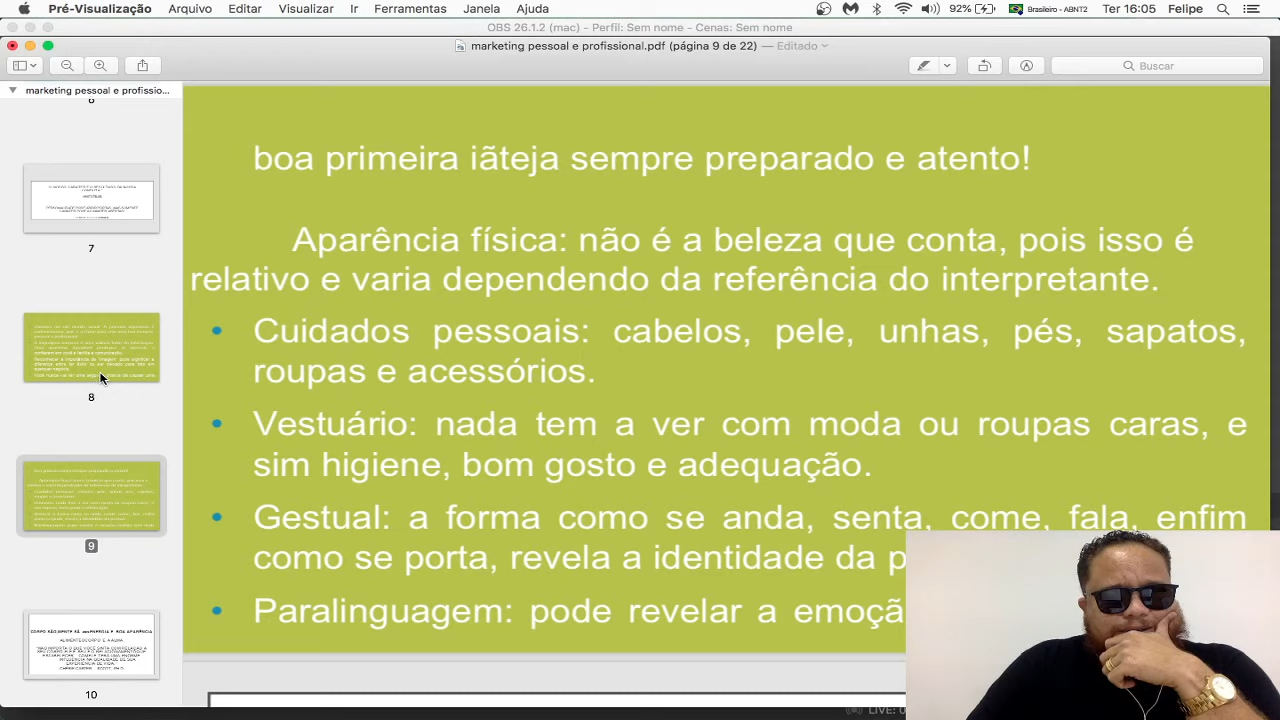 Pré-Visualização Arquivo Editar Visualizar Ir Ferramentas Janela Ajuda 92% Brasileiro - ABNT2 Ter 16:05 Felipe
OBS 26.1.2 (mac) - Perfil: Sem nome - Cenas: Sem nome
marketing pessoal e profissional.pdf (página 9 de 22) — Editado
Buscar
marketing pessoal e profissio...
7
8
9
10
boa primeira iãteja sempre preparado e atento!
Aparência física: não é a beleza que conta, pois isso é
relativo e varia dependendo da referência do interpretante.
• Cuidados pessoais: cabelos, pele, unhas, pés, sapatos,
roupas e acessórios.
• Vestuário: nada tem a ver com moda ou roupas caras, e
sim higiene, bom gosto e adequação.
• Gestual: a forma como se anda, senta, come, fala, enfim
como se porta, revela a identidade da p
• Paralinguagem: pode revelar a emoçã
LIVE: 0